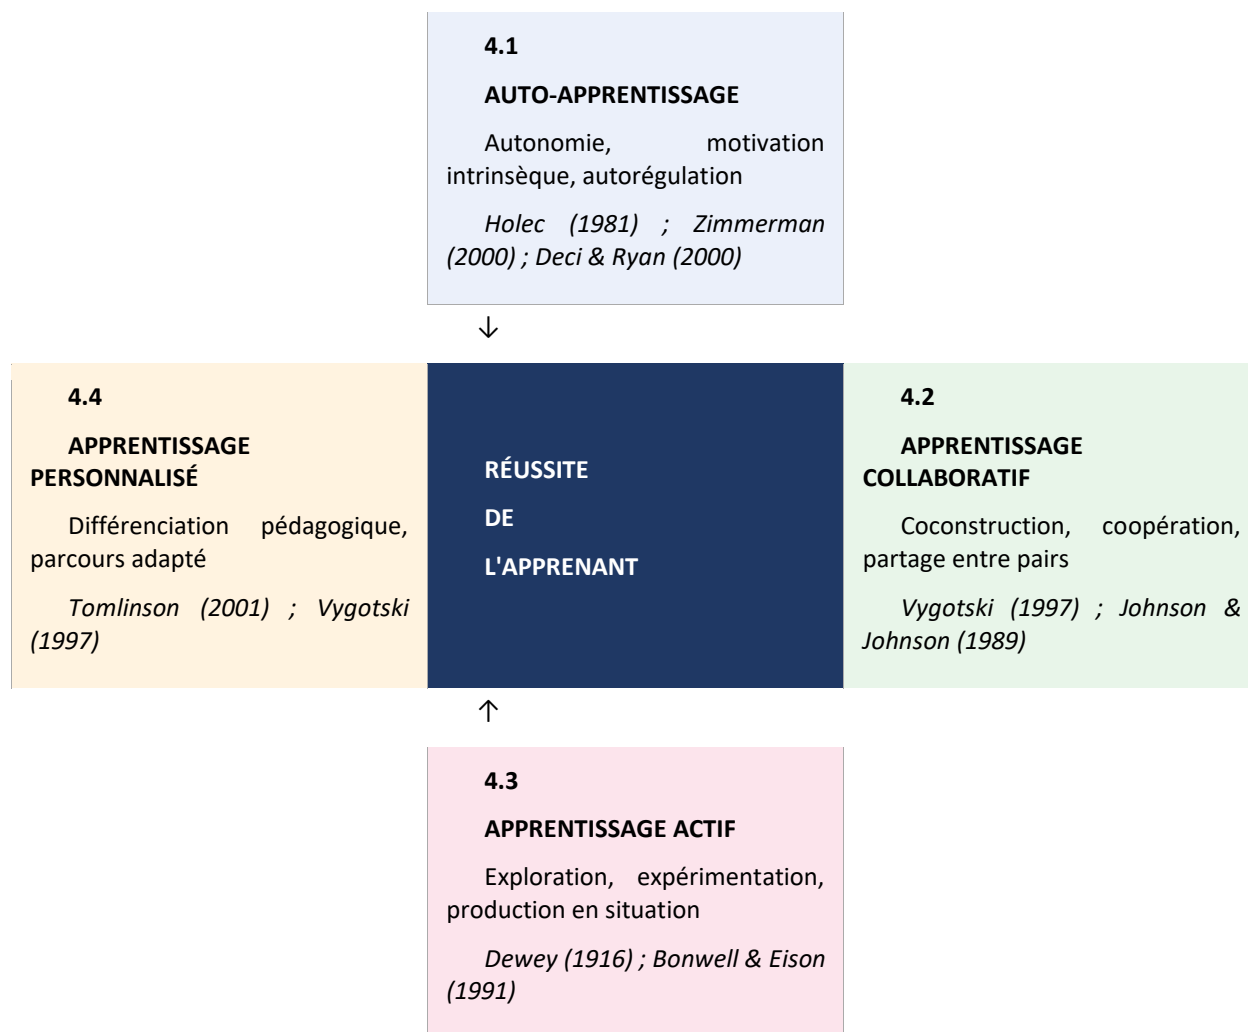 4.1
AUTO-APPRENTISSAGE
Autonomie, motivation
intrinsèque, autorégulation
Holec (1981) ; Zimmerman
(2000) ; Deci & Ryan (2000)
↓
4.4
APPRENTISSAGE
PERSONNALISÉ
Différenciation pédagogique,
parcours adapté
Tomlinson (2001) ; Vygotski
(1997)
RÉUSSITE
DE
L'APPRENANT
4.2
APPRENTISSAGE
COLLABORATIF
Coconstruction, coopération,
partage entre pairs
Vygotski (1997) ; Johnson &
Johnson (1989)
↑
4.3
APPRENTISSAGE ACTIF
Exploration, expérimentation,
production en situation
Dewey (1916) ; Bonwell & Eison
(1991)